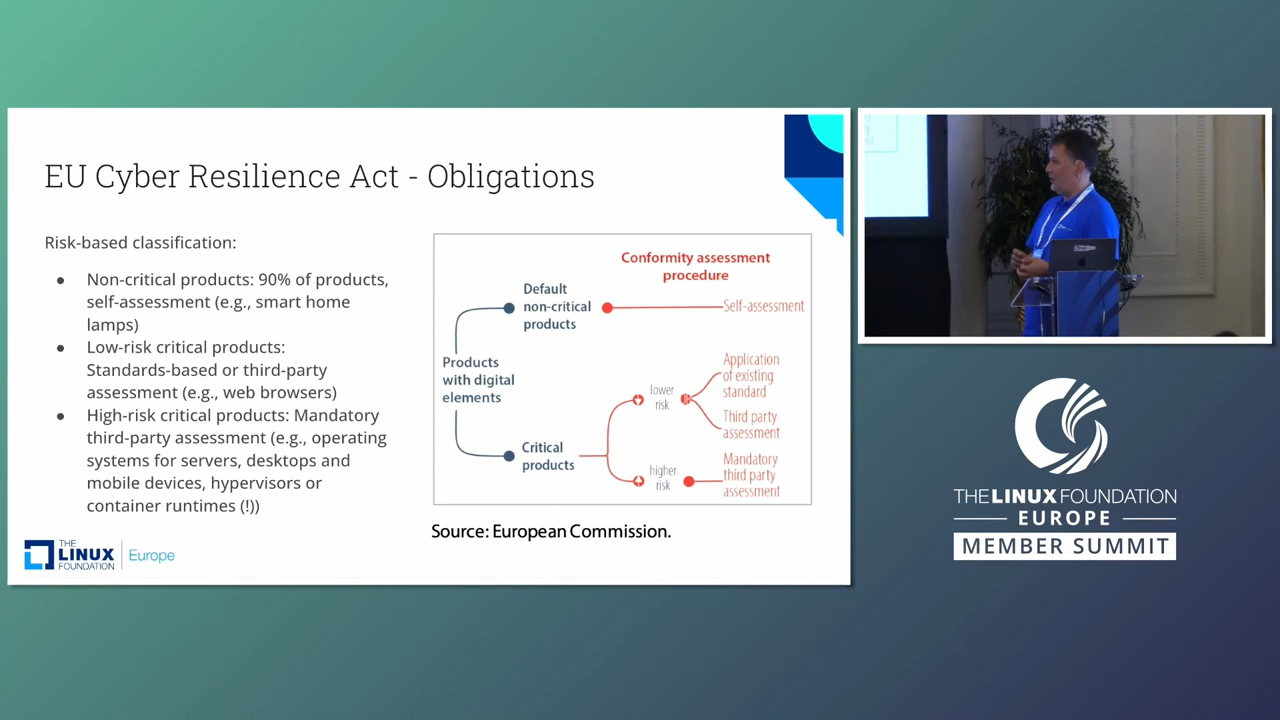 EU Cyber Resilience Act - Obligations
Risk-based classification:
● Non-critical products: 90% of products,
self-assessment (e.g., smart home
lamps)
● Low-risk critical products:
Standards-based or third-party
assessment (e.g., web browsers)
● High-risk critical products: Mandatory
third-party assessment (e.g., operating
systems for servers, desktops and
mobile devices, hypervisors or
container runtimes (!))
Conformity assessment
procedure
Default
non-critical
products
Self-assessment
Products
with digital
elements
Application
of existing
standard
lower
risk
Third party
assessment
Critical
products
higher
risk
Mandatory
third party
assessment
Source: European Commission.
THE
LINUX
FOUNDATION
Europe
THE LINUX FOUNDATION
EUROPE
MEMBER SUMMIT